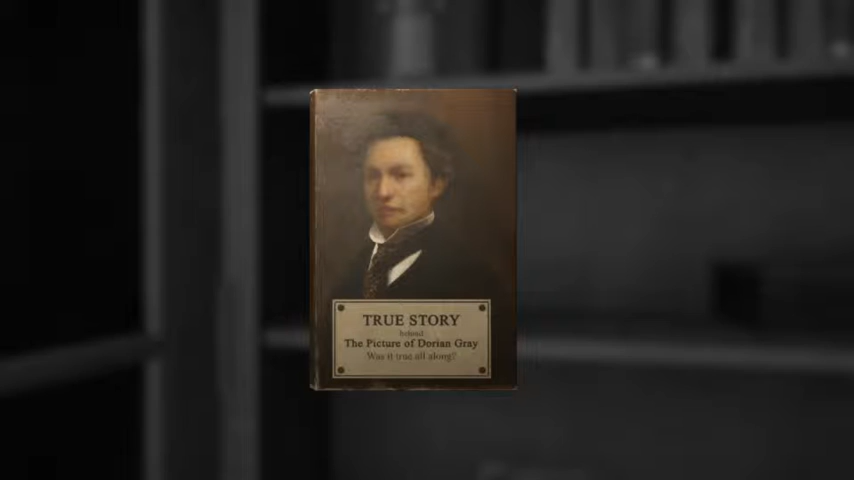 TRUE STORY
behind
The Picture of Dorian Gray
Was it true all along?